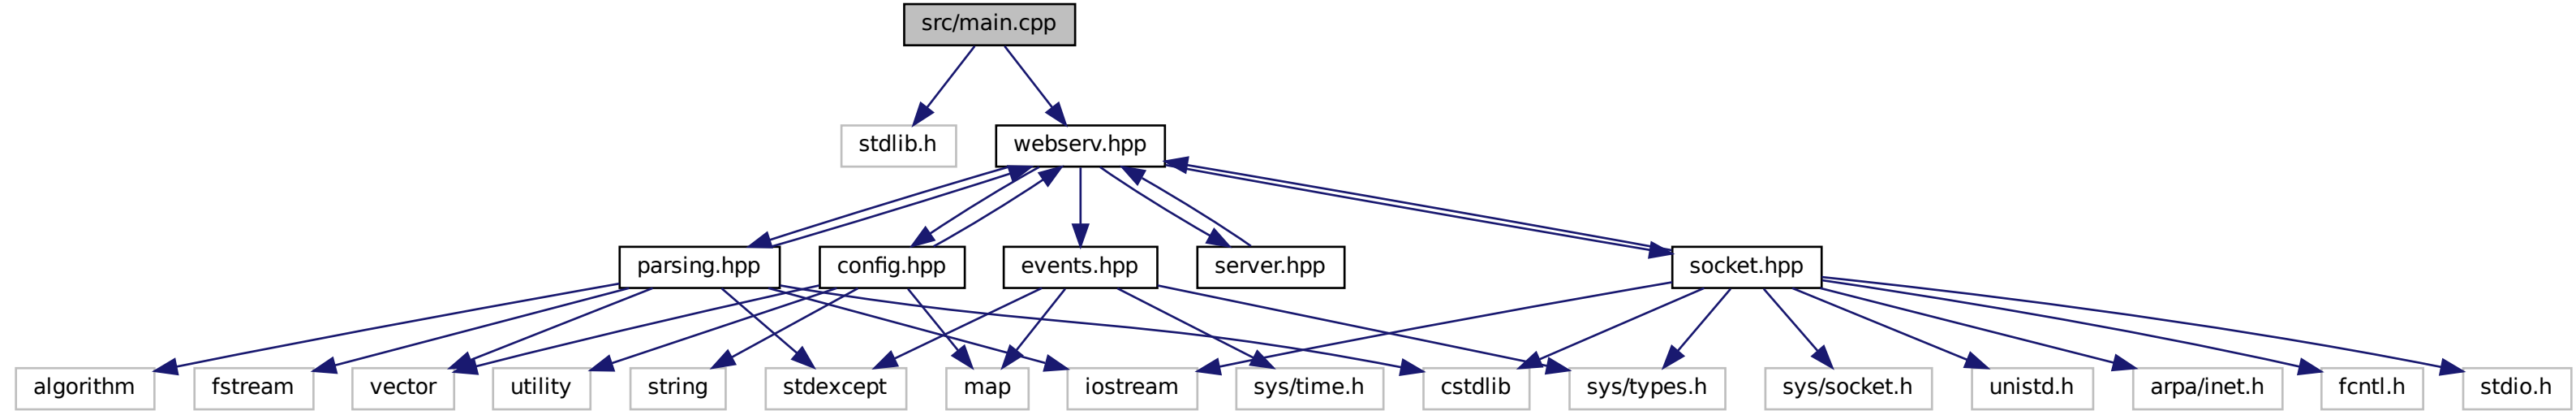 src/main.cpp
stdlib.h
webserv.hpp
parsing.hpp
config.hpp
events.hpp
server.hpp
socket.hpp
algorithm
fstream
vector
utility
string
stdexcept
map
iostream
sys/time.h
cstdlib
sys/types.h
sys/socket.h
unistd.h
arpa/inet.h
fcntl.h
stdio.h